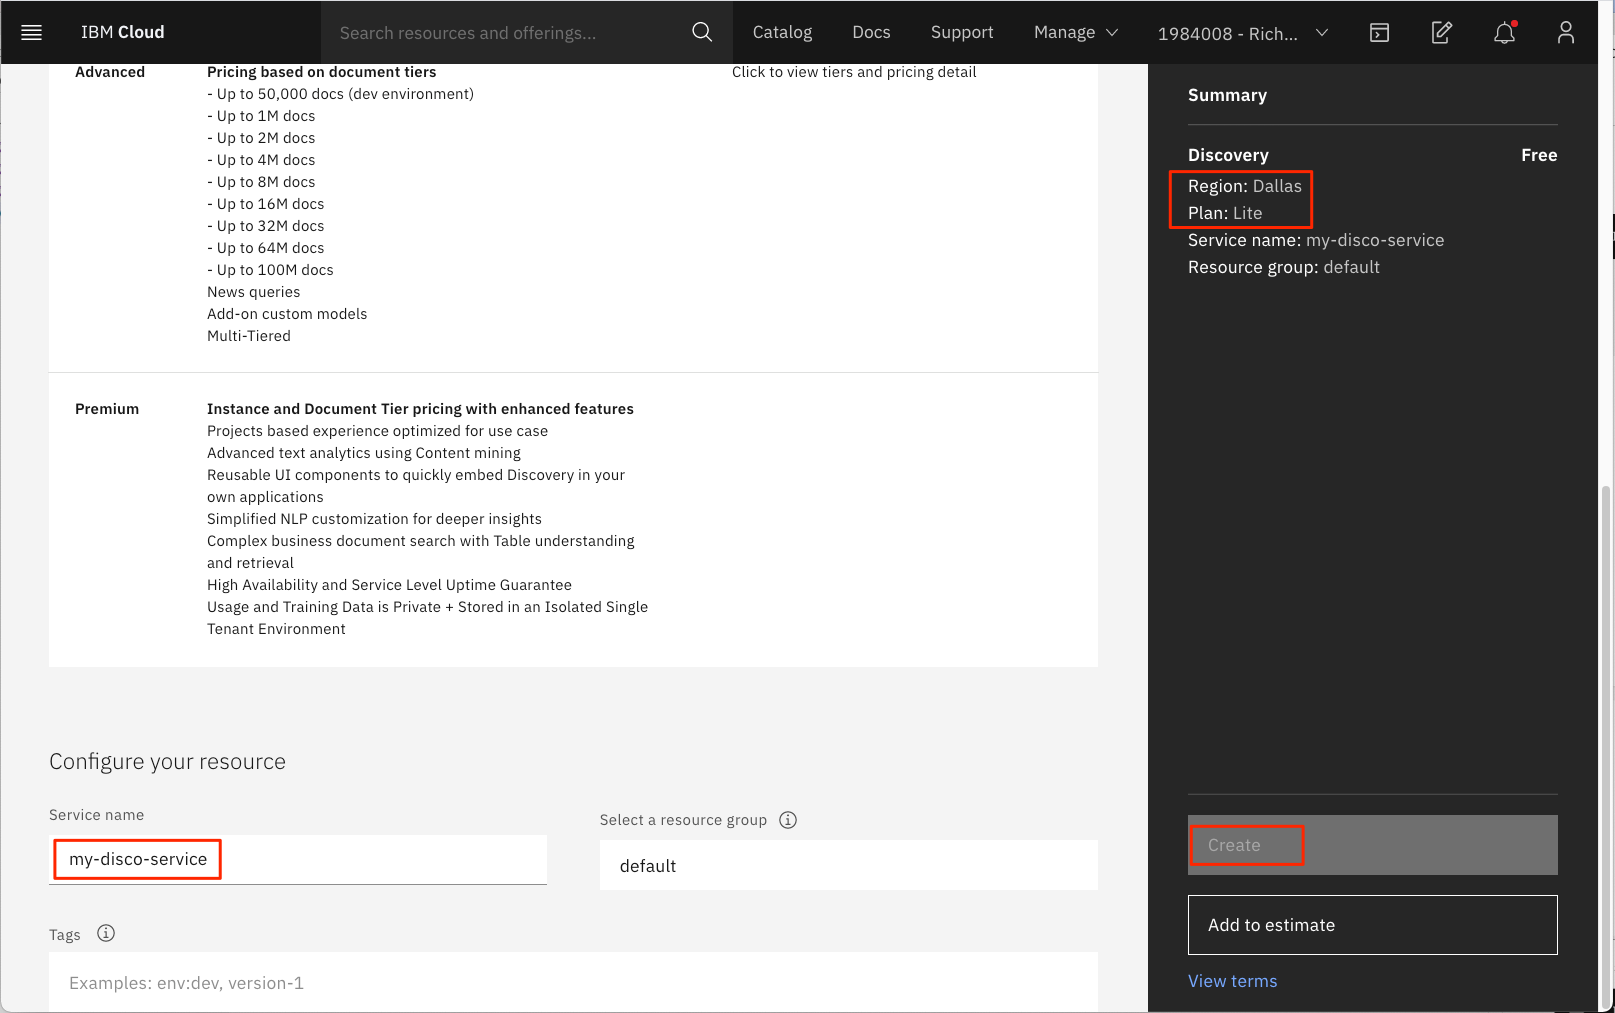 IBM Cloud
Search resources and offerings...
Catalog
Docs
Support
Manage
1984008 - Rich...
Advanced
Pricing based on document tiers
- Up to 50,000 docs (dev environment)
- Up to 1M docs
- Up to 2M docs
- Up to 4M docs
- Up to 8M docs
- Up to 16M docs
- Up to 32M docs
- Up to 64M docs
- Up to 100M docs
News queries
Add-on custom models
Multi-Tiered
Click to view tiers and pricing detail
Premium
Instance and Document Tier pricing with enhanced features
Projects based experience optimized for use case
Advanced text analytics using Content mining
Reusable UI components to quickly embed Discovery in your
own applications
Simplified NLP customization for deeper insights
Complex business document search with Table understanding
and retrieval
High Availability and Service Level Uptime Guarantee
Usage and Training Data is Private + Stored in an Isolated Single
Tenant Environment
Configure your resource
Service name
my-disco-service
Select a resource group
default
Tags
Examples: env:dev, version-1
Summary
Discovery Free
Region: Dallas
Plan: Lite
Service name: my-disco-service
Resource group: default
Create
Add to estimate
View terms